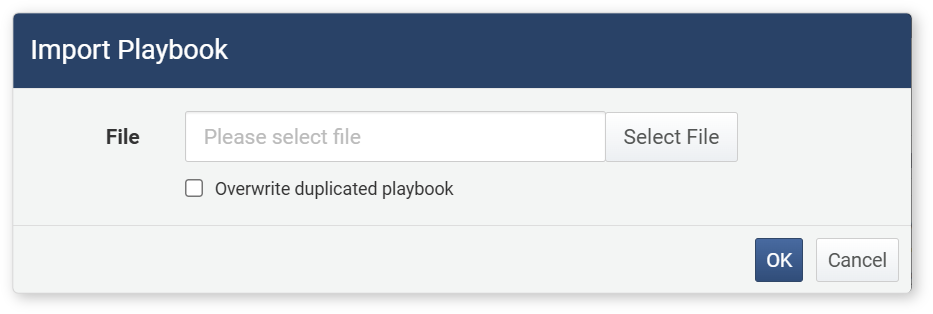 Import Playbook
File Please select file Select File
Overwrite duplicated playbook
OK Cancel